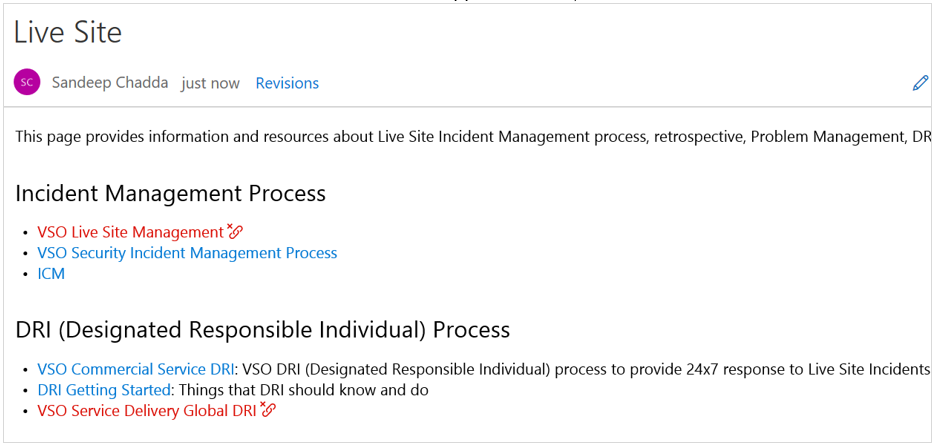 Live Site
SC Sandeep Chadda just now Revisions
This page provides information and resources about Live Site Incident Management process, retrospective, Problem Management, DR
Incident Management Process
• VSO Live Site Management
• VSO Security Incident Management Process
• ICM
DRI (Designated Responsible Individual) Process
• VSO Commercial Service DRI: VSO DRI (Designated Responsible Individual) process to provide 24x7 response to Live Site Incidents
• DRI Getting Started: Things that DRI should know and do
• VSO Service Delivery Global DRI